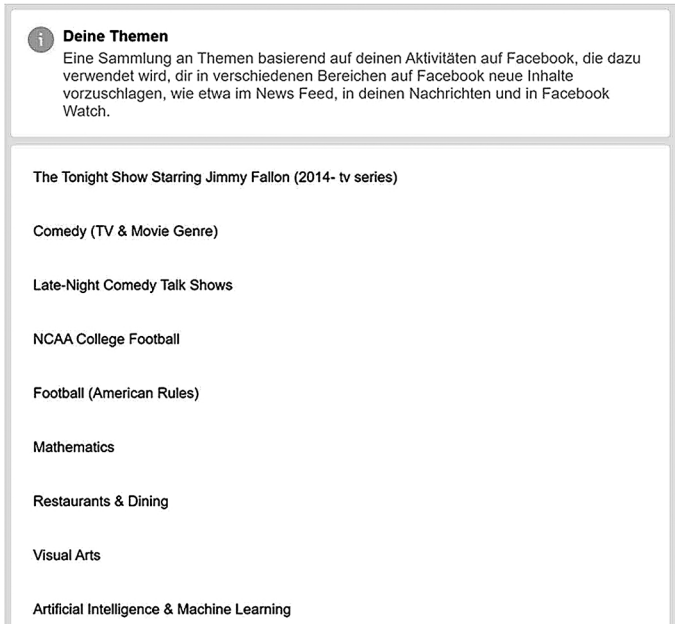 Deine Themen
Eine Sammlung an Themen basierend auf deinen Aktivitäten auf Facebook, die dazu
verwendet wird, dir in verschiedenen Bereichen auf Facebook neue Inhalte
vorzuschlagen, wie etwa im News Feed, in deinen Nachrichten und in Facebook
Watch.
The Tonight Show Starring Jimmy Fallon (2014- tv series)
Comedy (TV & Movie Genre)
Late-Night Comedy Talk Shows
NCAA College Football
Football (American Rules)
Mathematics
Restaurants & Dining
Visual Arts
Artificial Intelligence & Machine Learning